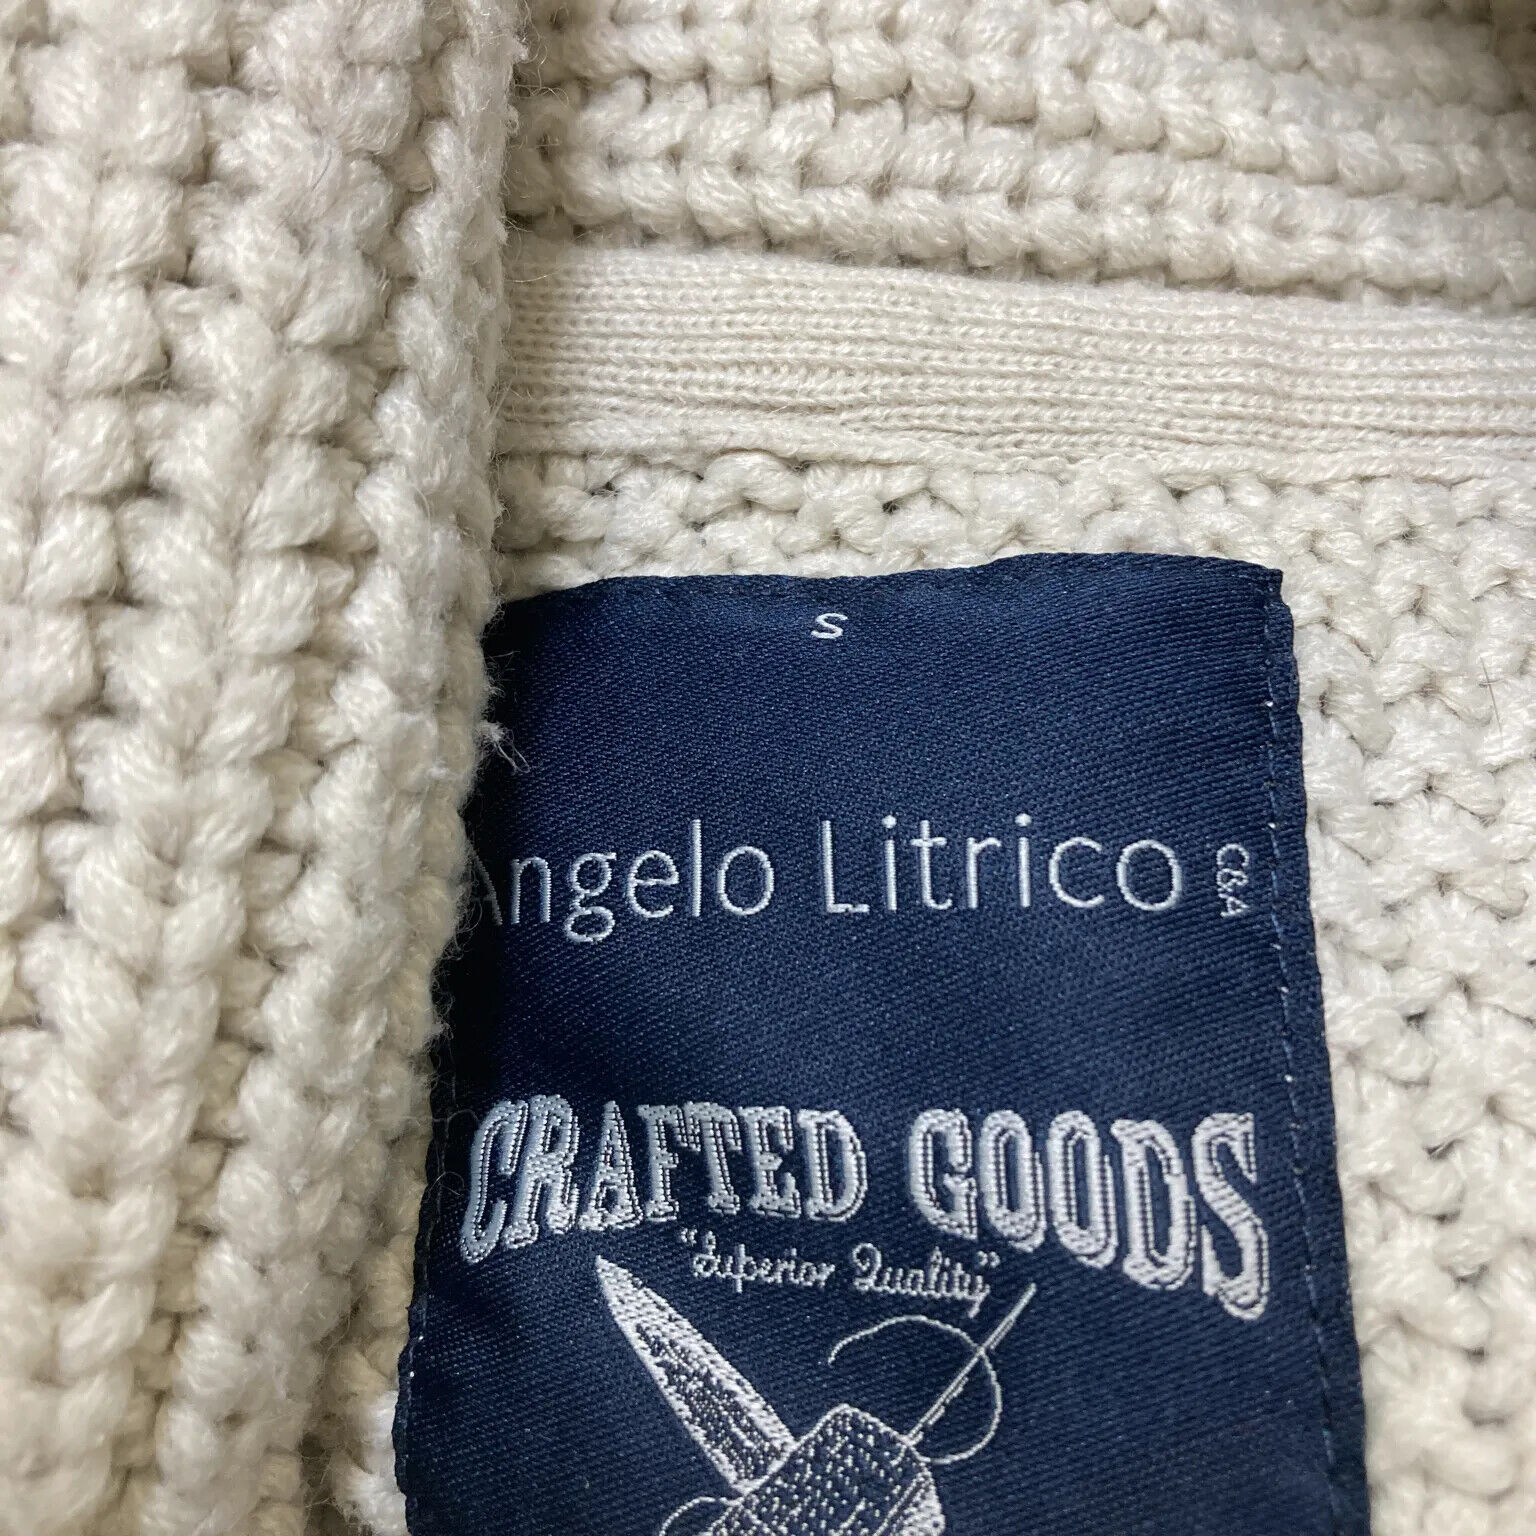 S
Angelo Litrico C&A
CRAFTED GOODS
"Superior Quality"